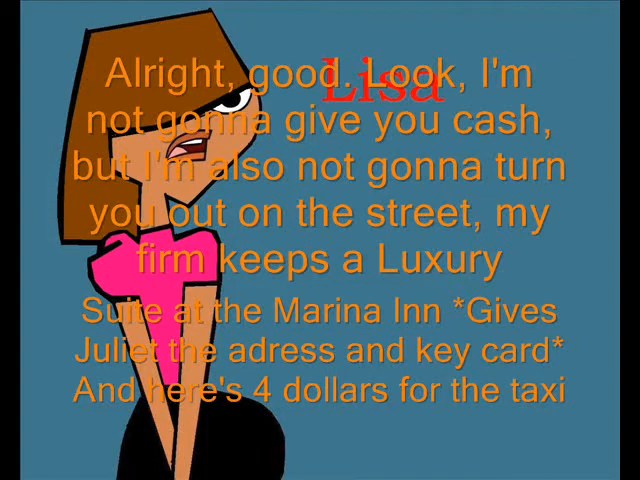 Lisa
Alright, good. Look, I'm
not gonna give you cash,
but I'm also not gonna turn
you out on the street, my
firm keeps a Luxury
Suite at the Marina Inn *Gives
Juliet the adress and key card*
And here's 4 dollars for the taxi